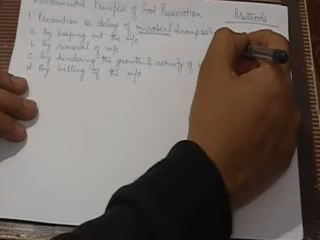 Fundamental Principles of Food Preservation
Methods
1. Prevention or delay of microbial decomposi
a. By keeping out the m/o
b. By removal of m/o
c. By hindering the growth & activity of
d. By killing of the m/o